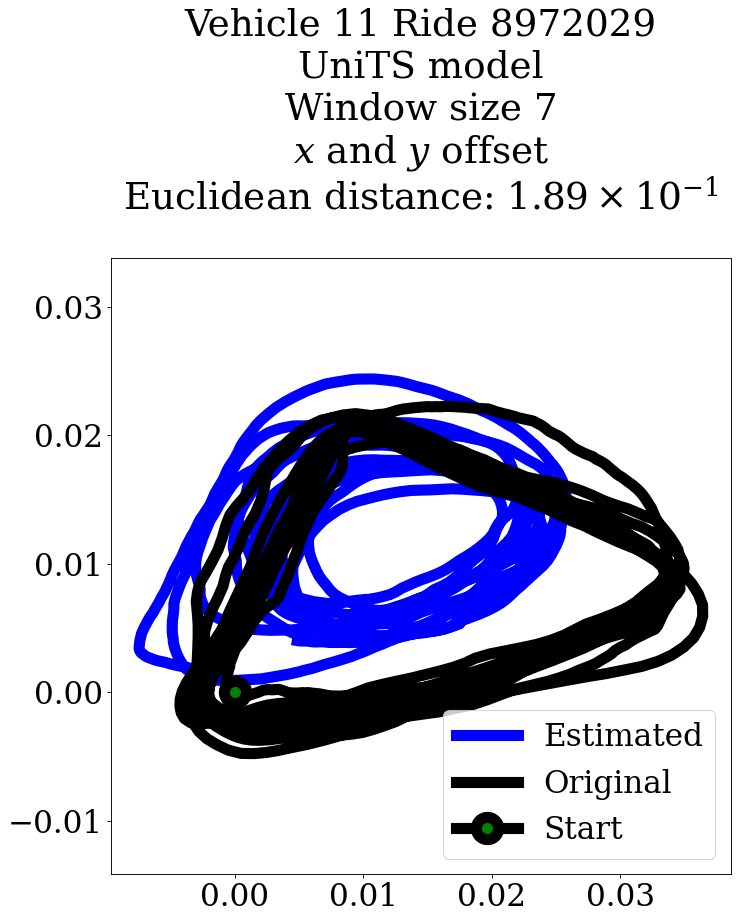 Vehicle 11 Ride 8972029
UniTS model
Window size 7
x and y offset
Euclidean distance: 1.89 × 10⁻¹
0.03
0.02
0.01
0.00
−0.01
Estimated
Original
Start
0.00 0.01 0.02 0.03